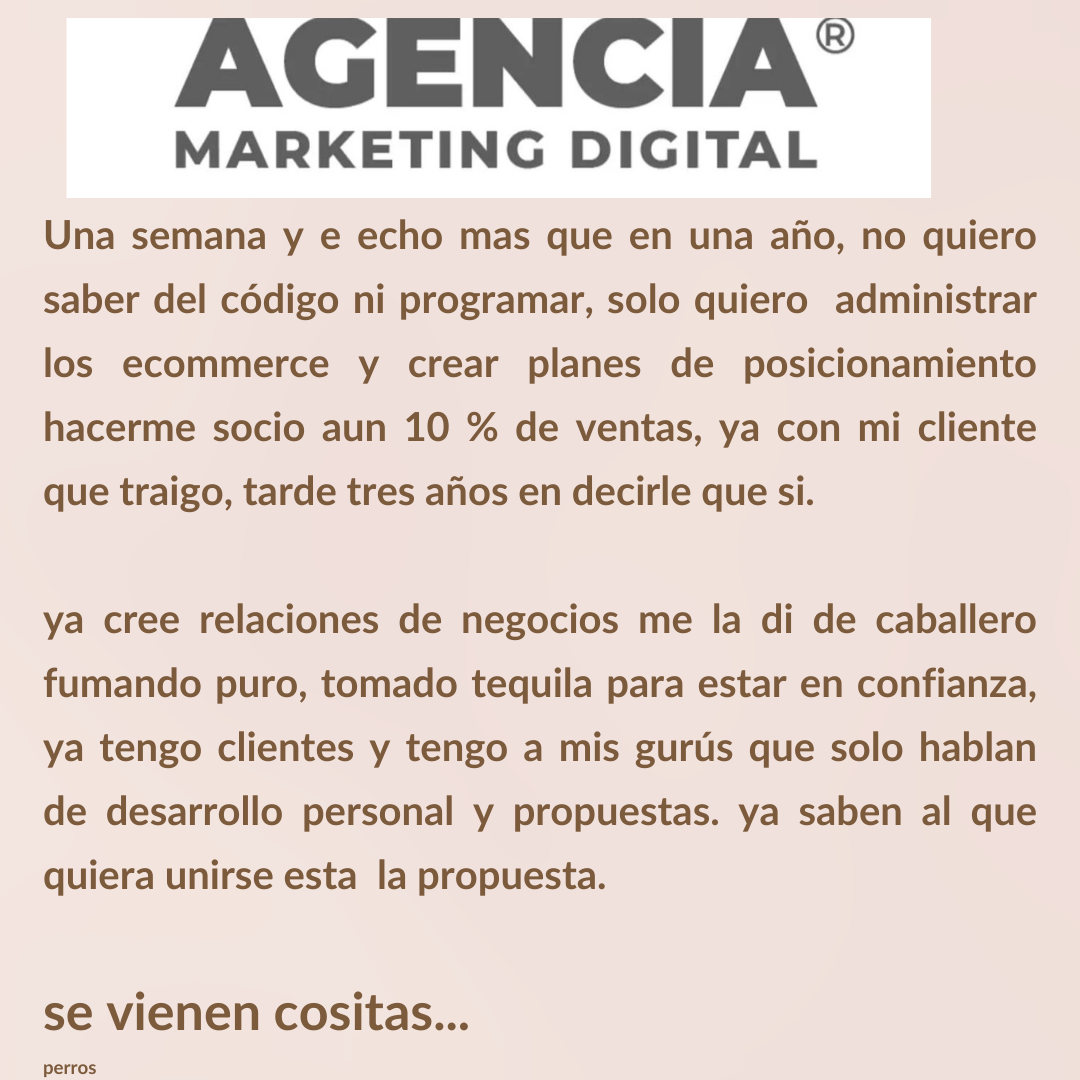 AGENCIA®
MARKETING DIGITAL
Una semana y e echo mas que en una año, no quiero
saber del código ni programar, solo quiero  administrar
los ecommerce y crear planes de posicionamiento
hacerme socio aun 10 % de ventas, ya con mi cliente
que traigo, tarde tres años en decirle que si.
ya cree relaciones de negocios me la di de caballero
fumando puro, tomado tequila para estar en confianza,
ya tengo clientes y tengo a mis gurús que solo hablan
de desarrollo personal y propuestas. ya saben al que
quiera unirse esta  la propuesta.
se vienen cositas...
perros